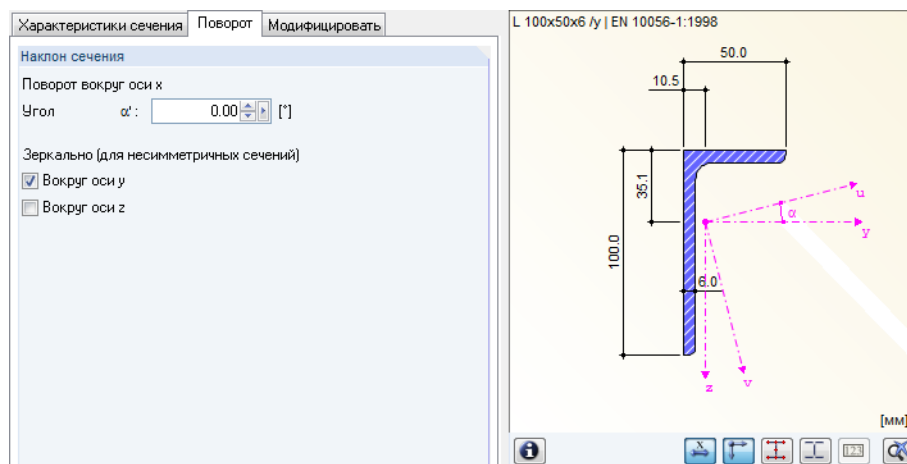 Характеристики сечения Поворот Модифицировать
Наклон сечения
Поворот вокруг оси x
Угол α' : 0.00 [°]
Зеркально (для несимметричных сечений)
Вокруг оси y
Вокруг оси z
L 100x50x6 /y | EN 10056-1:1998
50.0
10.5
35.1
100.0
6.0
u
α
y
z
v
[мм]
X
123